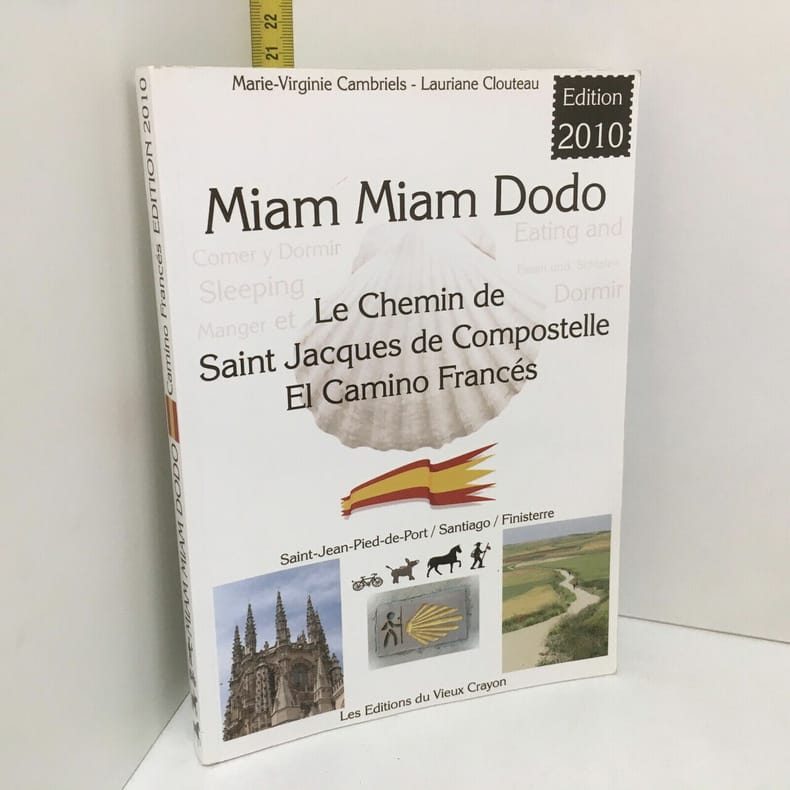 22
21
Marie-Virginie Cambriels - Lauriane Clouteau
Edition
2010
Miam Miam Dodo
Comer y Dormir
Eating and
Sleeping
Essen und Schlafen
Manger et
Dormir
Le Chemin de
Saint Jacques de Compostelle
El Camino Francés
Saint-Jean-Pied-de-Port / Santiago / Finisterre
Les Editions du Vieux Crayon
MIAM MIAM DODO Camino Francés EDITION 2010